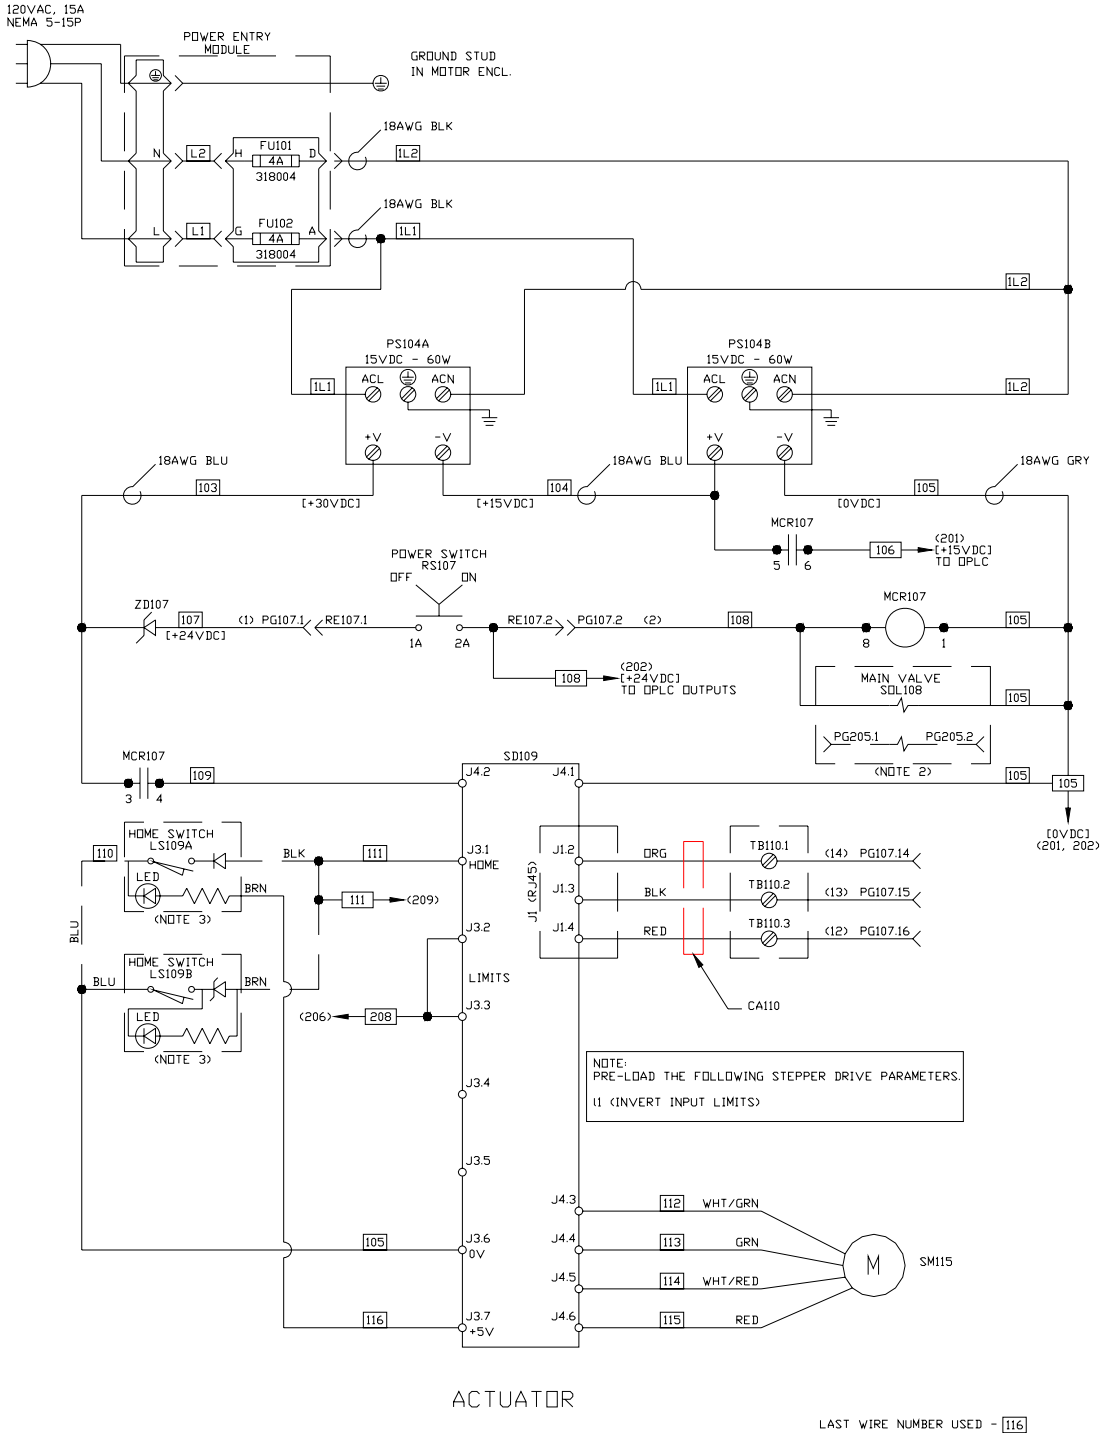 120VAC, 15A
NEMA 5-15P
POWER ENTRY
MODULE
GROUND STUD
IN MOTOR ENCL.
18AWG BLK
N
L2
H
FU101
4A
318004
D
1L2
18AWG BLK
L
L1
G
FU102
4A
318004
A
1L1
1L2
PS104A
15VDC - 60W
PS104B
15VDC - 60W
1L1
ACL
ACN
1L1
ACL
ACN
1L2
+V
-V
+V
-V
18AWG BLU
18AWG BLU
18AWG GRY
103
[+30VDC]
104
[+15VDC]
105
[0VDC]
MCR107
5
6
106
(201)
[+15VDC]
TO OPLC
POWER SWITCH
RS107
OFF
ON
ZD107
107
[+24VDC]
(1)
PG107.1
RE107.1
1A
2A
RE107.2
PG107.2
(2)
108
MCR107
8
1
105
108
(202)
[+24VDC]
TO OPLC OUTPUTS
MAIN VALVE
SOL108
105
PG205.1
PG205.2
(NOTE 2)
MCR107
3
4
109
SD109
J4.2
J4.1
105
105
[0VDC]
(201, 202)
HOME SWITCH
LS109A
110
BLK
111
J3.1
HOME
LED
BRN
(NOTE 3)
111
(209)
BLU
J1 (RJ45)
J1.2
ORG
TB110.1
(14)
PG107.14
J1.3
BLK
TB110.2
(13)
PG107.15
J3.2
J1.4
RED
TB110.3
(12)
PG107.16
HOME SWITCH
LS109B
BLU
BRN
LIMITS
CA110
LED
(NOTE 3)
(206)
208
J3.3
NOTE:
PRE-LOAD THE FOLLOWING STEPPER DRIVE PARAMETERS.
l1 (INVERT INPUT LIMITS)
J3.4
J3.5
J4.3
112
WHT/GRN
105
J3.6
0V
J4.4
113
GRN
M
SM115
J4.5
114
WHT/RED
116
J3.7
+5V
J4.6
115
RED
ACTUATOR
LAST WIRE NUMBER USED - 116